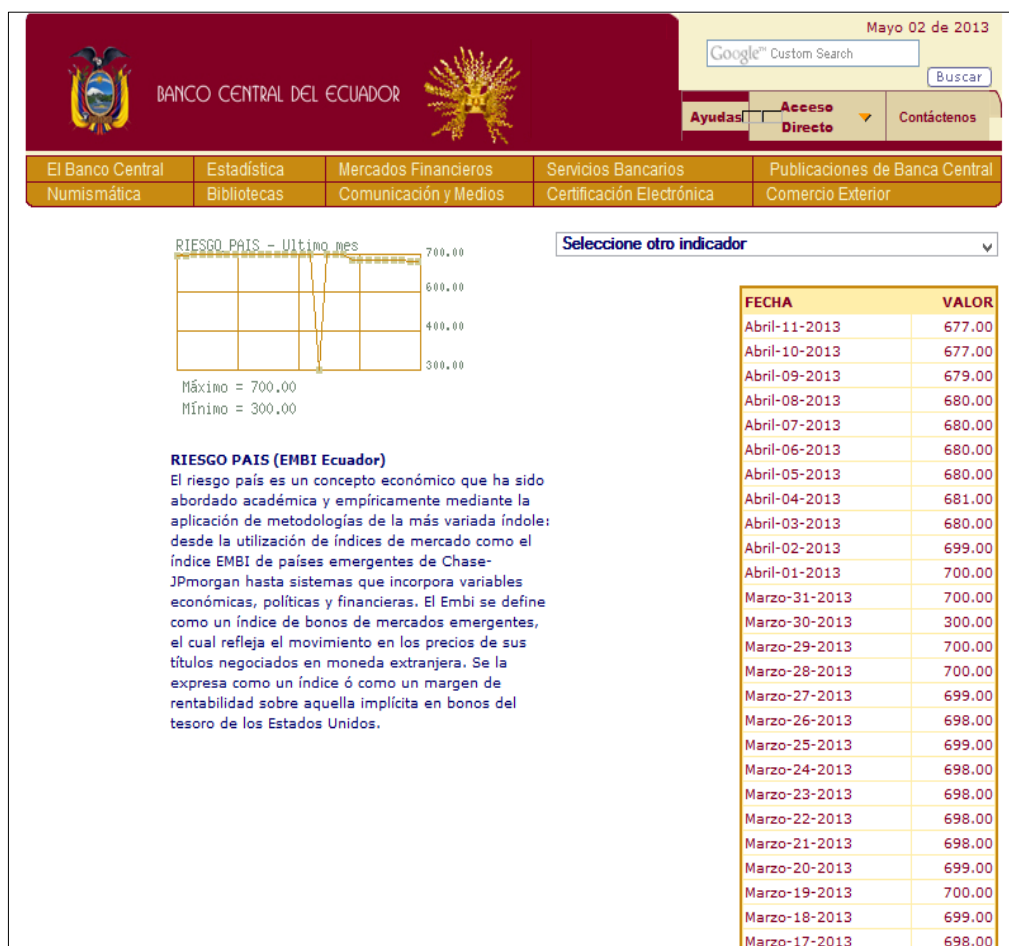 Mayo 02 de 2013
Google™ Custom Search
Buscar
BANCO CENTRAL DEL ECUADOR
Ayudas
Acceso Directo
Contáctenos
El Banco Central Estadística Mercados Financieros Servicios Bancarios Publicaciones de Banca Central
Numismática Bibliotecas Comunicación y Medios Certificación Electrónica Comercio Exterior
RIESGO PAIS - Ultimo mes
700.00
600.00
400.00
300.00
Máximo = 700.00
Mínimo = 300.00
Seleccione otro indicador
RIESGO PAIS (EMBI Ecuador)
El riesgo país es un concepto económico que ha sido
abordado académica y empíricamente mediante la
aplicación de metodologías de la más variada índole:
desde la utilización de índices de mercado como el
índice EMBI de países emergentes de Chase-
JPmorgan hasta sistemas que incorpora variables
económicas, políticas y financieras. El Embi se define
como un índice de bonos de mercados emergentes,
el cual refleja el movimiento en los precios de sus
títulos negociados en moneda extranjera. Se la
expresa como un índice ó como un margen de
rentabilidad sobre aquella implícita en bonos del
tesoro de los Estados Unidos.
FECHA VALOR
Abril-11-2013 677.00
Abril-10-2013 677.00
Abril-09-2013 679.00
Abril-08-2013 680.00
Abril-07-2013 680.00
Abril-06-2013 680.00
Abril-05-2013 680.00
Abril-04-2013 681.00
Abril-03-2013 680.00
Abril-02-2013 699.00
Abril-01-2013 700.00
Marzo-31-2013 700.00
Marzo-30-2013 300.00
Marzo-29-2013 700.00
Marzo-28-2013 700.00
Marzo-27-2013 699.00
Marzo-26-2013 698.00
Marzo-25-2013 699.00
Marzo-24-2013 698.00
Marzo-23-2013 698.00
Marzo-22-2013 698.00
Marzo-21-2013 698.00
Marzo-20-2013 699.00
Marzo-19-2013 700.00
Marzo-18-2013 699.00
Marzo-17-2013 698.00